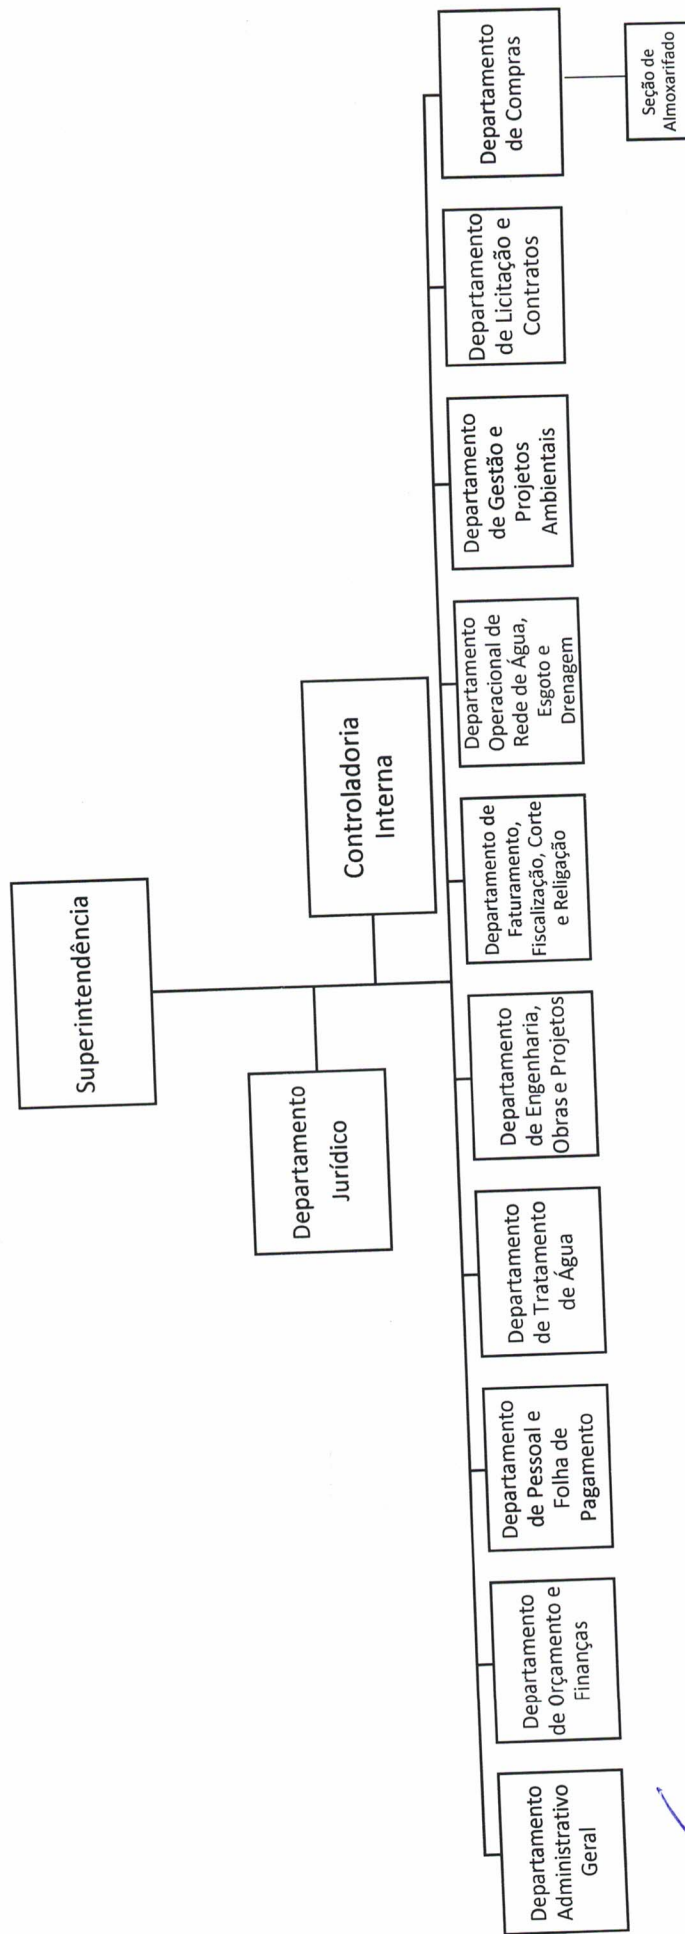 Superintendência
Departamento
Jurídico
Controladoria
Interna
Departamento
Administrativo
Geral
Departamento
de Orçamento e
Finanças
Departamento
de Pessoal e
Folha de
Pagamento
Departamento
de Tratamento
de Água
Departamento
de Engenharia,
Obras e Projetos
Departamento de
Faturamento,
Fiscalização, Corte
e Religação
Departamento
Operacional de
Rede de Água,
Esgoto e
Drenagem
Departamento
de Gestão e
Projetos
Ambientais
Departamento
de Licitação e
Contratos
Departamento
de Compras
Seção de
Almoxarifado